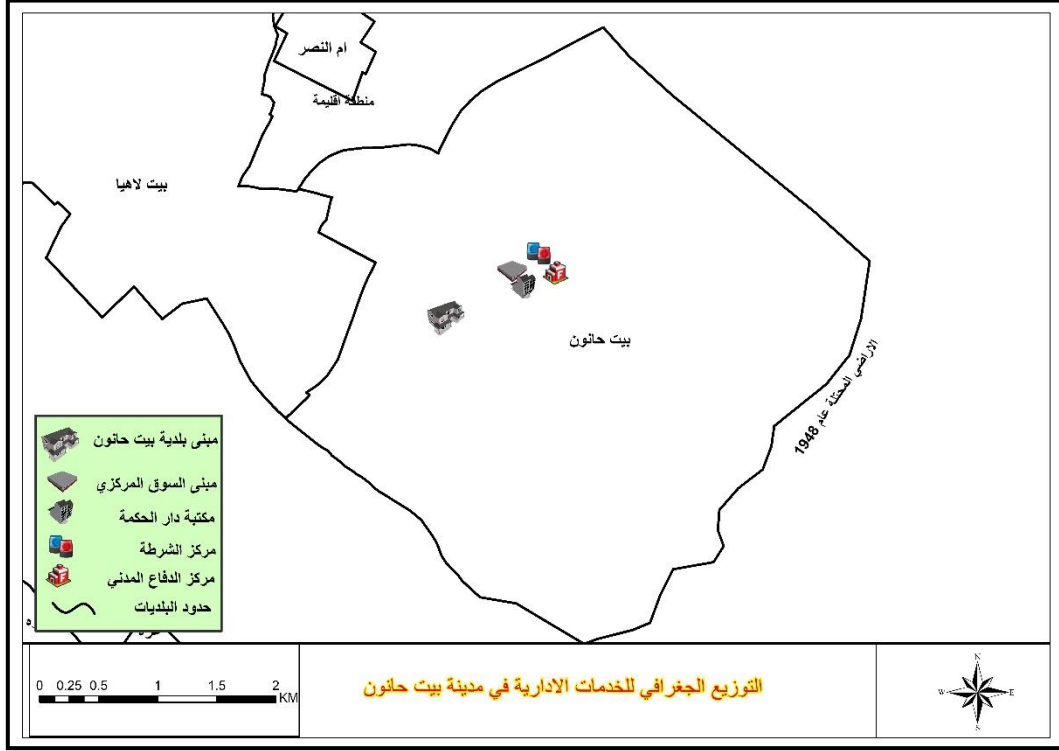 ام النصر
منطقة اقليمة
بيت لاهيا
بيت حانون
الاراضي المحتلة عام 1948
مبنى بلدية بيت حانون
مبنى السوق المركزي
مكتبة دار الحكمة
مركز الشرطة
مركز الدفاع المدني
حدود البلديات
0 0.25 0.5 1 1.5 2
KM
التوزيع الجغرافي للخدمات الادارية في مدينة بيت حانون
N
W E
S